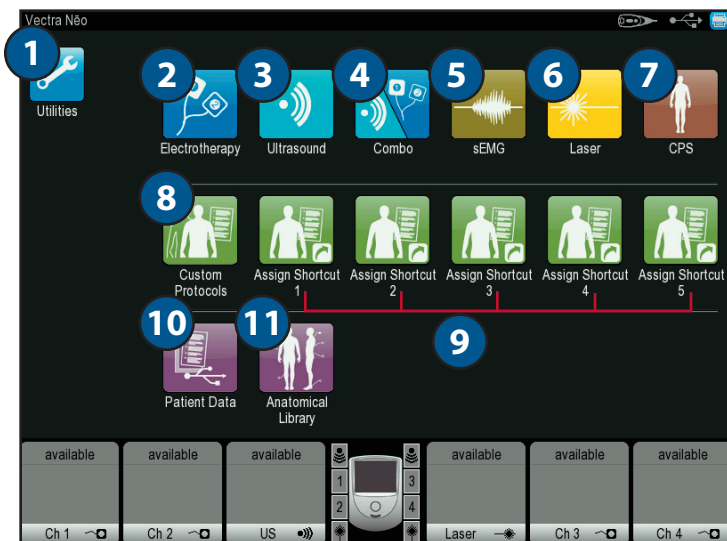 Vectra Nēo
1
Utilities
2 3 4 5 6 7
Electrotherapy Ultrasound Combo sEMG Laser CPS
8
Custom Protocols
Assign Shortcut 1
Assign Shortcut 2
Assign Shortcut 3
Assign Shortcut 4
Assign Shortcut 5
9
10 11
Patient Data
Anatomical Library
available available available available available available
1 3
2 4
Ch 1 Ch 2 US Laser Ch 3 Ch 4